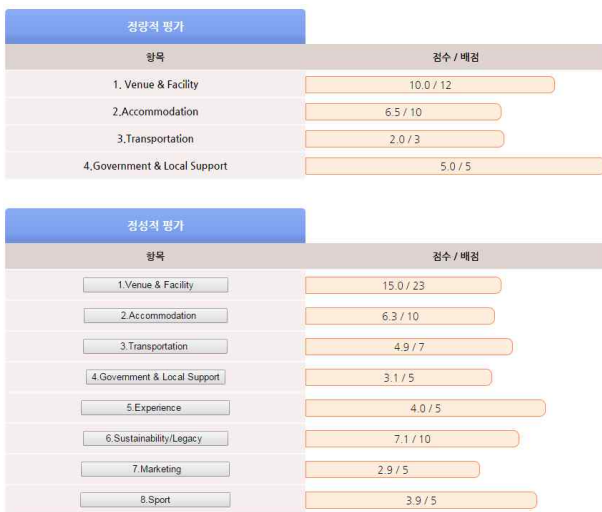 정량적 평가
항목 점수 / 배점
1. Venue & Facility 10.0 / 12
2.Accommodation 6.5 / 10
3.Transportation 2.0 / 3
4.Government & Local Support 5.0 / 5
정성적 평가
항목 점수 / 배점
1.Venue & Facility 15.0 / 23
2.Accommodation 6.3 / 10
3.Transportation 4.9 / 7
4.Government & Local Support 3.1 / 5
5.Experience 4.0 / 5
6.Sustainability/Legacy 7.1 / 10
7.Marketing 2.9 / 5
8.Sport 3.9 / 5